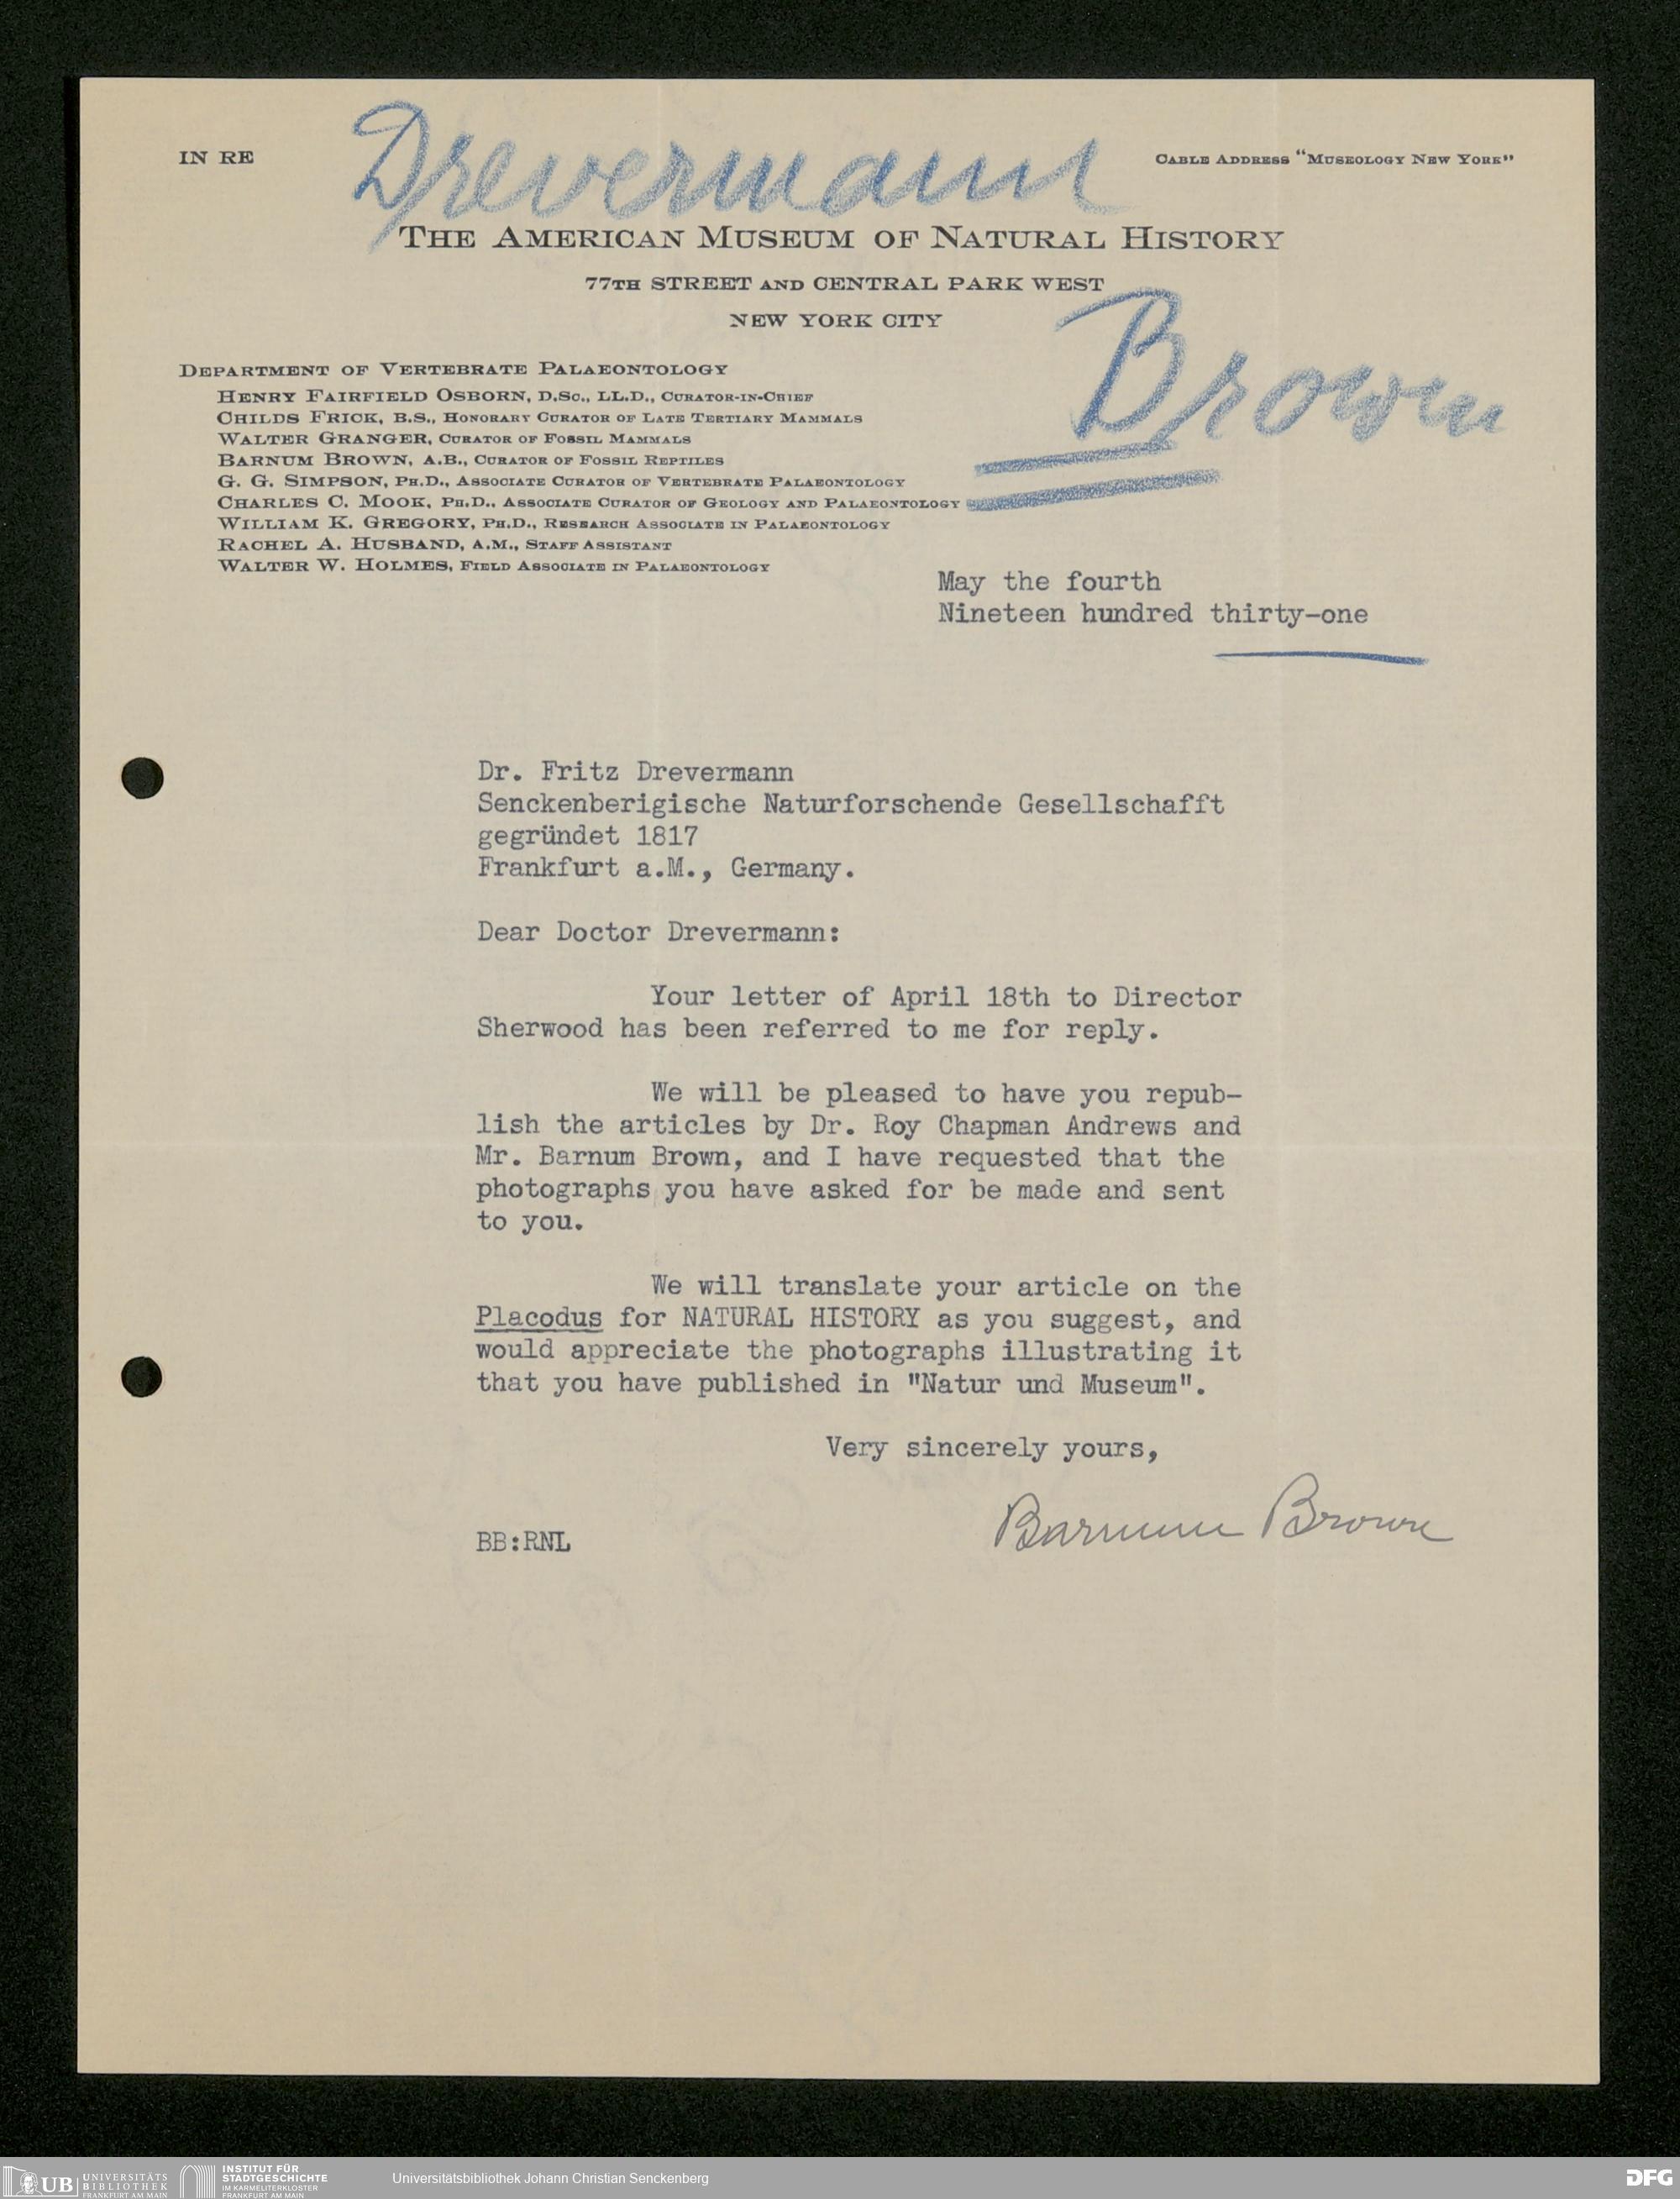 IN RE
Drevermann
CABLE ADDRESS "MUSEOLOGY NEW YORK"
THE AMERICAN MUSEUM OF NATURAL HISTORY
77TH STREET AND CENTRAL PARK WEST
NEW YORK CITY
Brown
DEPARTMENT OF VERTEBRATE PALAEONTOLOGY
HENRY FAIRFIELD OSBORN, D.SC., LL.D., CURATOR-IN-CHIEF
CHILDS FRICK, B.S., HONORARY CURATOR OF LATE TERTIARY MAMMALS
WALTER GRANGER, CURATOR OF FOSSIL MAMMALS
BARNUM BROWN, A.B., CURATOR OF FOSSIL REPTILES
G. G. SIMPSON, PH.D., ASSOCIATE CURATOR OF VERTEBRATE PALAEONTOLOGY
CHARLES C. MOOK, PH.D., ASSOCIATE CURATOR OF GEOLOGY AND PALAEONTOLOGY
WILLIAM K. GREGORY, PH.D., RESEARCH ASSOCIATE IN PALAEONTOLOGY
RACHEL A. HUSBAND, A.M., STAFF ASSISTANT
WALTER W. HOLMES, FIELD ASSOCIATE IN PALAEONTOLOGY
May the fourth
Nineteen hundred thirty-one
Dr. Fritz Drevermann
Senckenberigische Naturforschende Gesellschafft
gegründet 1817
Frankfurt a.M., Germany.
Dear Doctor Drevermann:
Your letter of April 18th to Director
Sherwood has been referred to me for reply.
We will be pleased to have you repub-
lish the articles by Dr. Roy Chapman Andrews and
Mr. Barnum Brown, and I have requested that the
photographs you have asked for be made and sent
to you.
We will translate your article on the
Placodus for NATURAL HISTORY as you suggest, and
would appreciate the photographs illustrating it
that you have published in "Natur und Museum".
Very sincerely yours,
Barnum Brown
BB:RNL
UB UNIVERSITÄTS
BIBLIOTHEK
FRANKFURT AM MAIN
INSTITUT FÜR
STADTGESCHICHTE
IM KARMELITERKLOSTER
FRANKFURT AM MAIN
Universitätsbibliothek Johann Christian Senckenberg
DFG